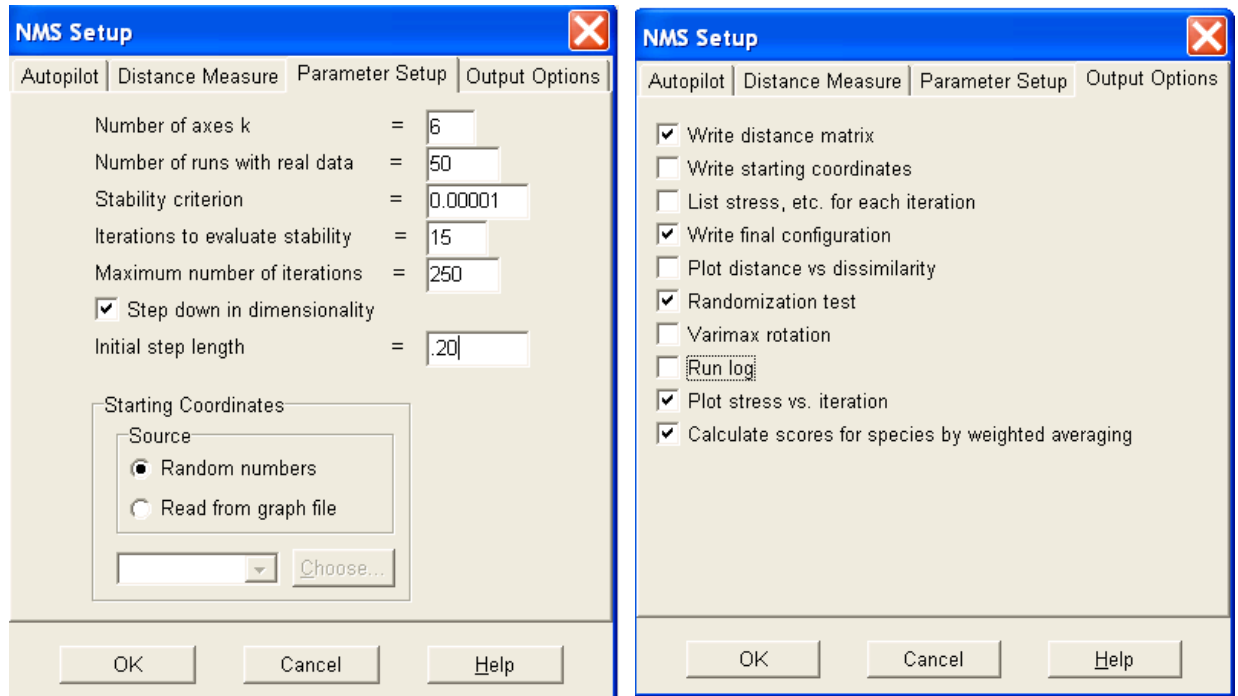 NMS Setup
Autopilot Distance Measure Parameter Setup Output Options
Number of axes k = 6
Number of runs with real data = 50
Stability criterion = 0.00001
Iterations to evaluate stability = 15
Maximum number of iterations = 250
Step down in dimensionality
Initial step length = .20
Starting Coordinates
Source
Random numbers
Read from graph file
Choose...
OK Cancel Help
NMS Setup
Autopilot Distance Measure Parameter Setup Output Options
Write distance matrix
Write starting coordinates
List stress, etc. for each iteration
Write final configuration
Plot distance vs dissimilarity
Randomization test
Varimax rotation
Run log
Plot stress vs. iteration
Calculate scores for species by weighted averaging
OK Cancel Help